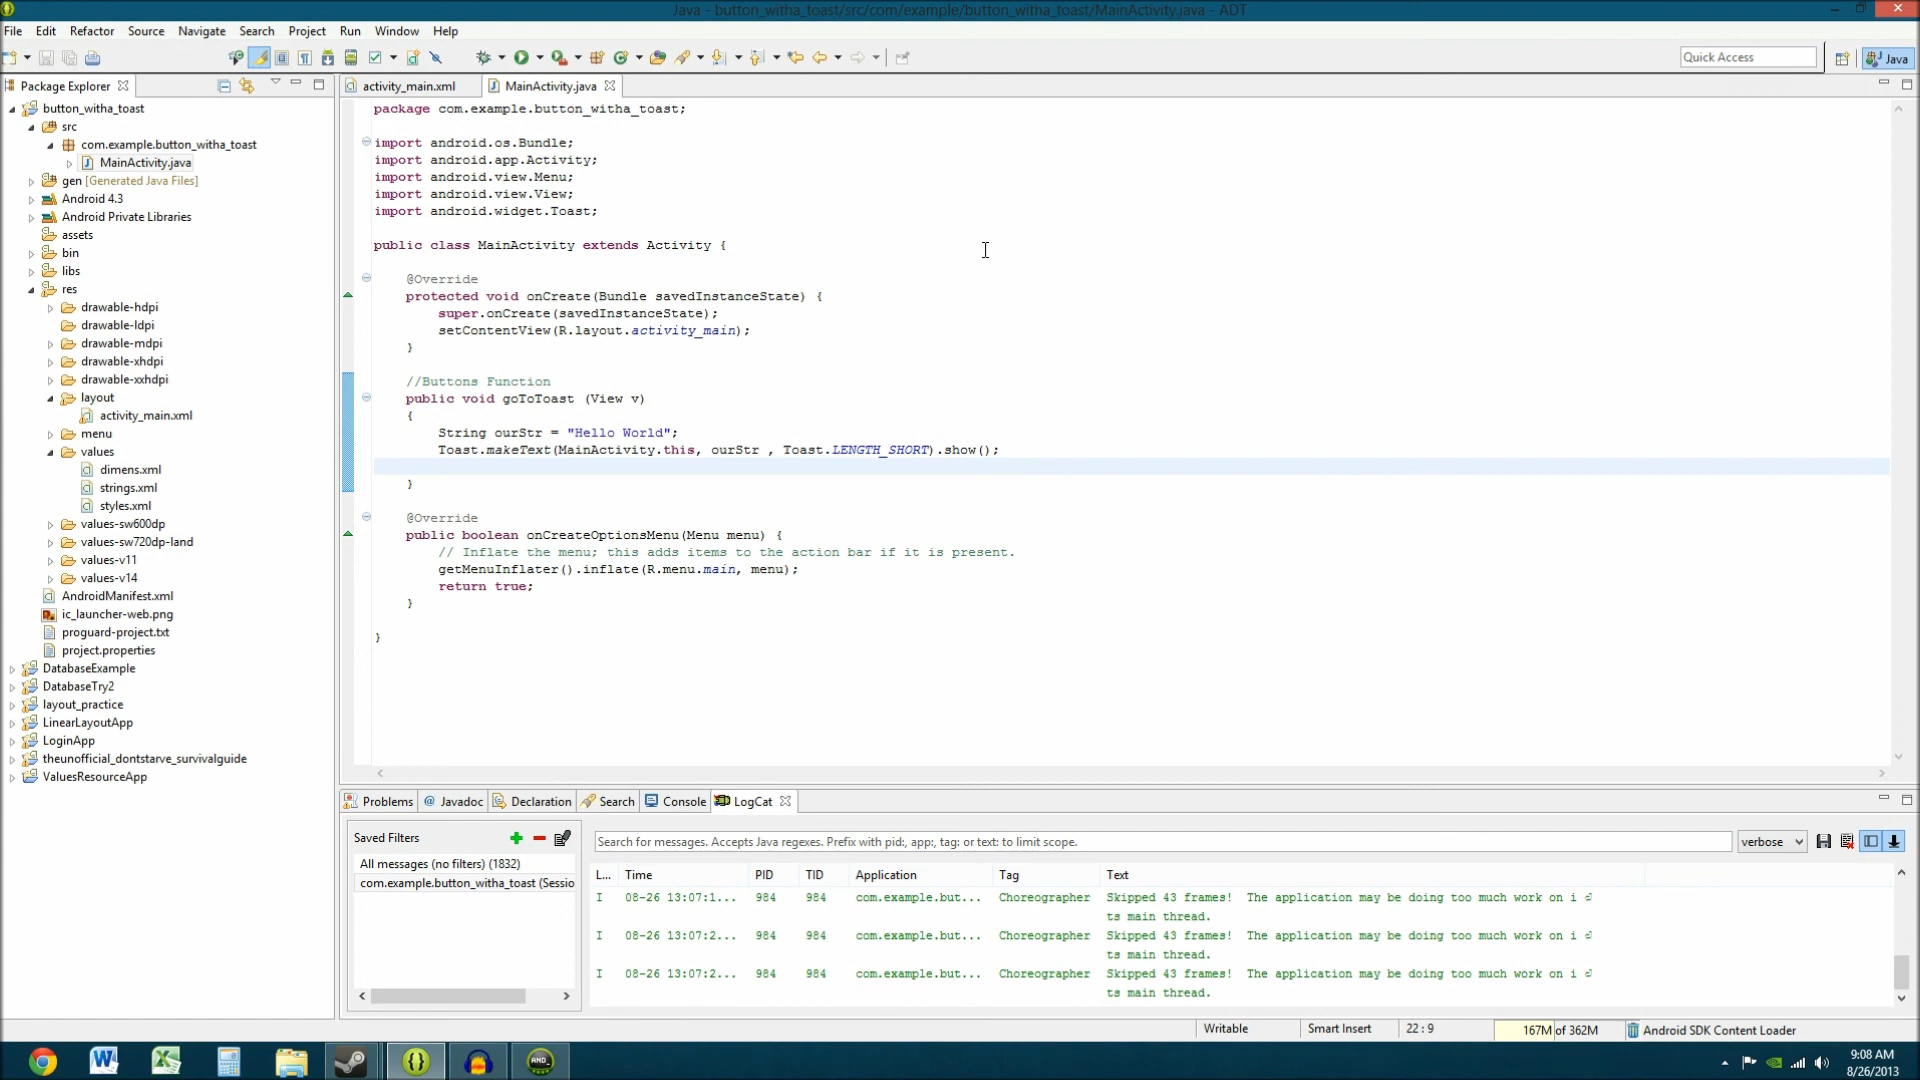 Java - button_witha_toast/src/com/example/button_witha_toast/MainActivity.java - ADT
File Edit Refactor Source Navigate Search Project Run Window Help
Quick Access
Java
Package Explorer
activity_main.xml
MainActivity.java
button_witha_toast
src
com.example.button_witha_toast
MainActivity.java
gen [Generated Java Files]
Android 4.3
Android Private Libraries
assets
bin
libs
res
drawable-hdpi
drawable-ldpi
drawable-mdpi
drawable-xhdpi
drawable-xxhdpi
layout
activity_main.xml
menu
values
dimens.xml
strings.xml
styles.xml
values-sw600dp
values-sw720dp-land
values-v11
values-v14
AndroidManifest.xml
ic_launcher-web.png
proguard-project.txt
project.properties
DatabaseExample
DatabaseTry2
layout_practice
LinearLayoutApp
LoginApp
theunofficial_dontstarve_survivalguide
ValuesResourceApp
package com.example.button_witha_toast;
import android.os.Bundle;
import android.app.Activity;
import android.view.Menu;
import android.view.View;
import android.widget.Toast;
public class MainActivity extends Activity {
@Override
protected void onCreate(Bundle savedInstanceState) {
super.onCreate(savedInstanceState);
setContentView(R.layout.activity_main);
}
//Buttons Function
public void goToToast (View v)
{
String ourStr = "Hello World";
Toast.makeText(MainActivity.this, ourStr , Toast.LENGTH_SHORT).show();
}
@Override
public boolean onCreateOptionsMenu(Menu menu) {
// Inflate the menu; this adds items to the action bar if it is present.
getMenuInflater().inflate(R.menu.main, menu);
return true;
}
}
Problems @ Javadoc Declaration Search Console LogCat
Saved Filters
All messages (no filters) (1832)
com.example.button_witha_toast (Sessio
Search for messages. Accepts Java regexes. Prefix with pid:, app:, tag: or text: to limit scope.
verbose
L... Time PID TID Application Tag Text
I 08-26 13:07:1... 984 984 com.example.but... Choreographer Skipped 43 frames! The application may be doing too much work on i
ts main thread.
I 08-26 13:07:2... 984 984 com.example.but... Choreographer Skipped 43 frames! The application may be doing too much work on i
ts main thread.
I 08-26 13:07:2... 984 984 com.example.but... Choreographer Skipped 43 frames! The application may be doing too much work on i
ts main thread.
Writable Smart Insert 22 : 9 167M of 362M Android SDK Content Loader
AND
9:08 AM
8/26/2013